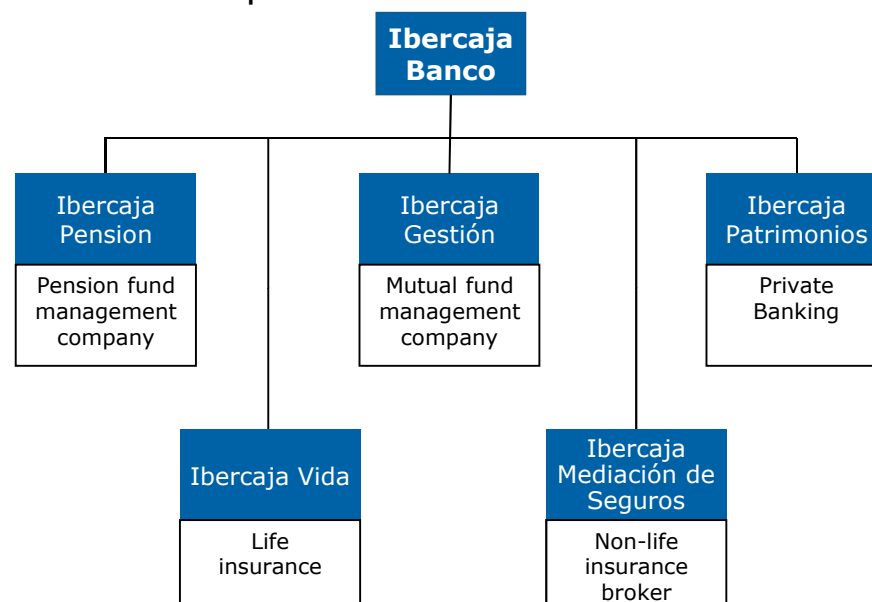 Ibercaja
Banco
Ibercaja
Pension
Pension fund
management
company
Ibercaja
Gestión
Mutual fund
management
company
Ibercaja
Patrimonios
Private
Banking
Ibercaja Vida
Life
insurance
Ibercaja
Mediación de
Seguros
Non-life
insurance
broker